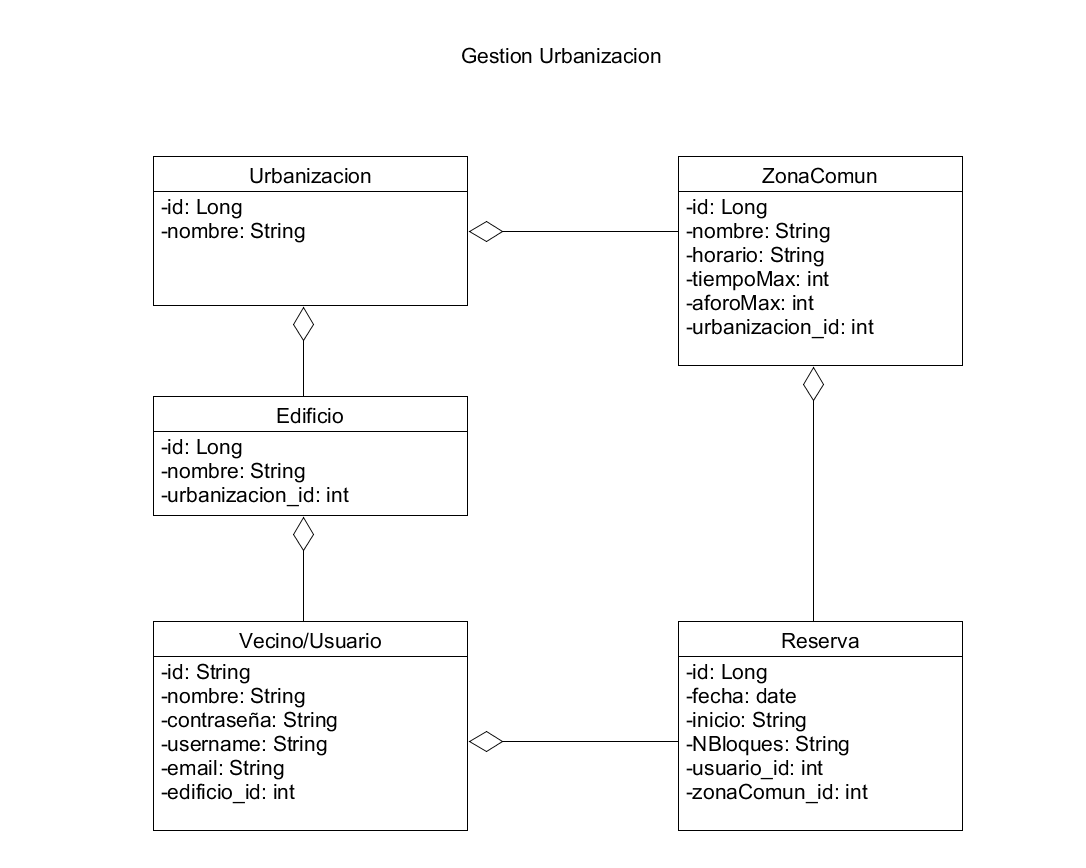 Gestion Urbanizacion
Urbanizacion
-id: Long
-nombre: String
ZonaComun
-id: Long
-nombre: String
-horario: String
-tiempoMax: int
-aforoMax: int
-urbanizacion_id: int
Edificio
-id: Long
-nombre: String
-urbanizacion_id: int
Vecino/Usuario
-id: String
-nombre: String
-contraseña: String
-username: String
-email: String
-edificio_id: int
Reserva
-id: Long
-fecha: date
-inicio: String
-NBloques: String
-usuario_id: int
-zonaComun_id: int